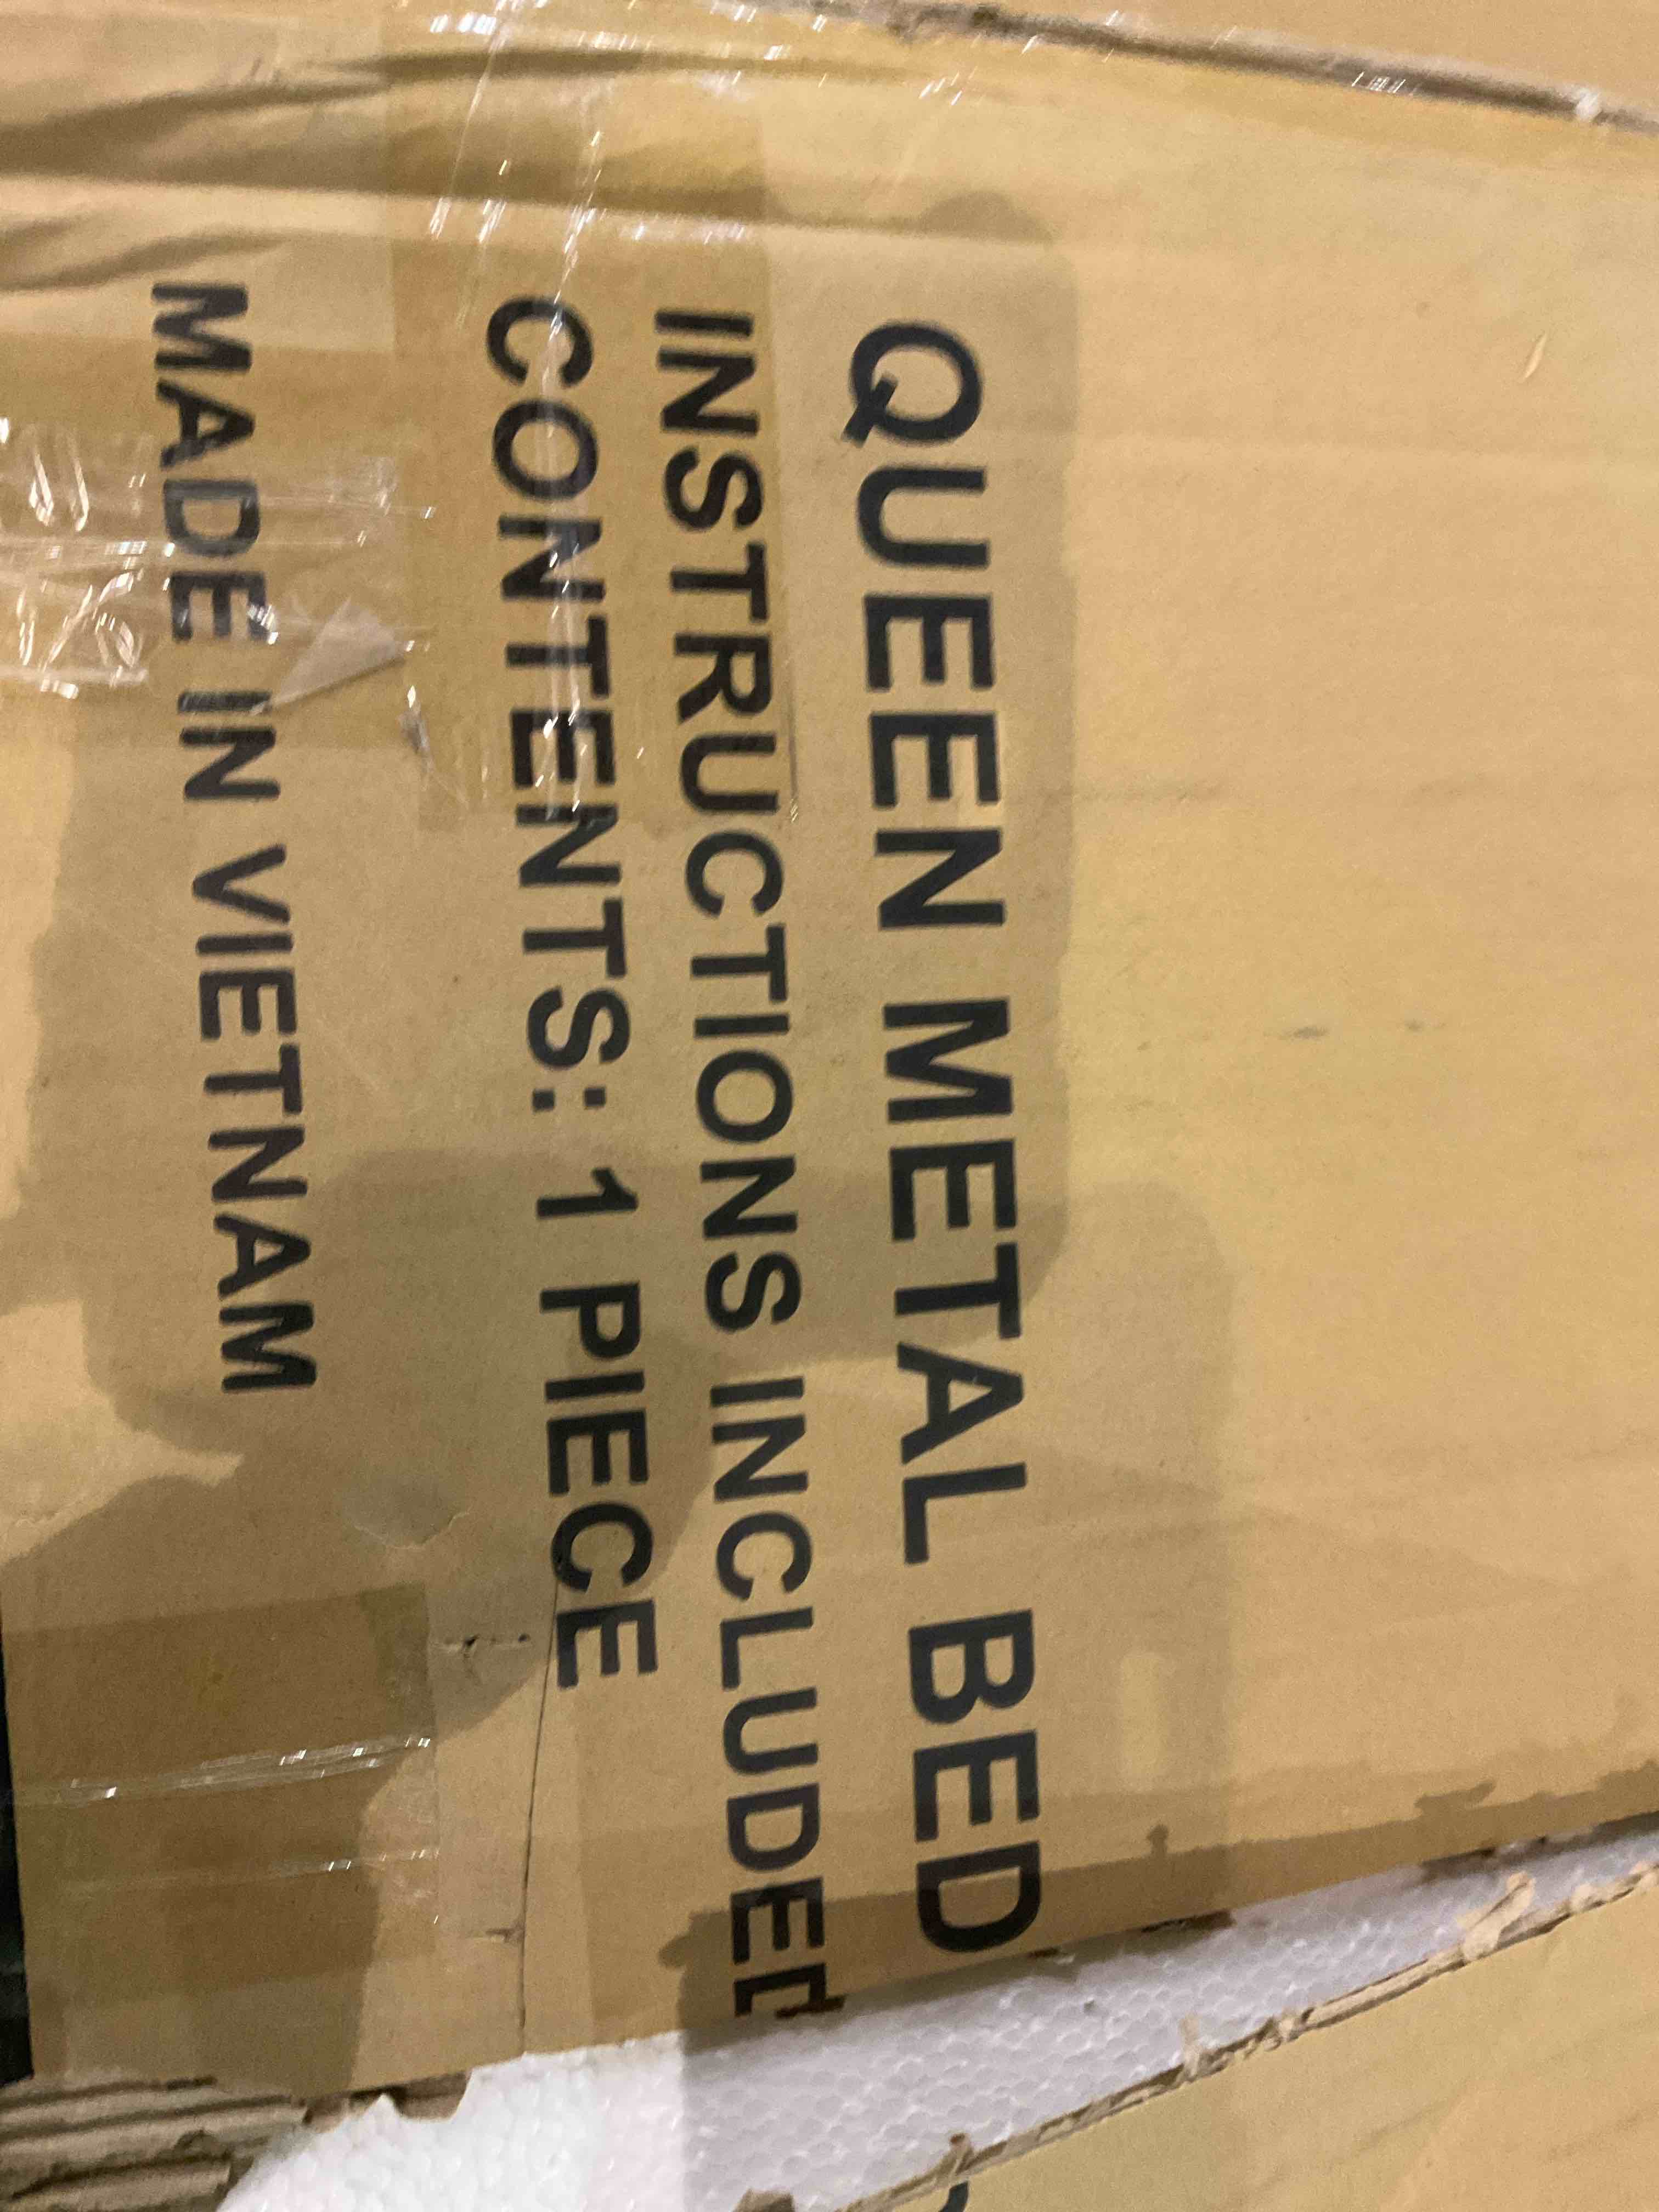 QUEEN METAL BED
INSTRUCTIONS INCLUDED
CONTENTS: 1 PIECE
MADE IN VIETNAM